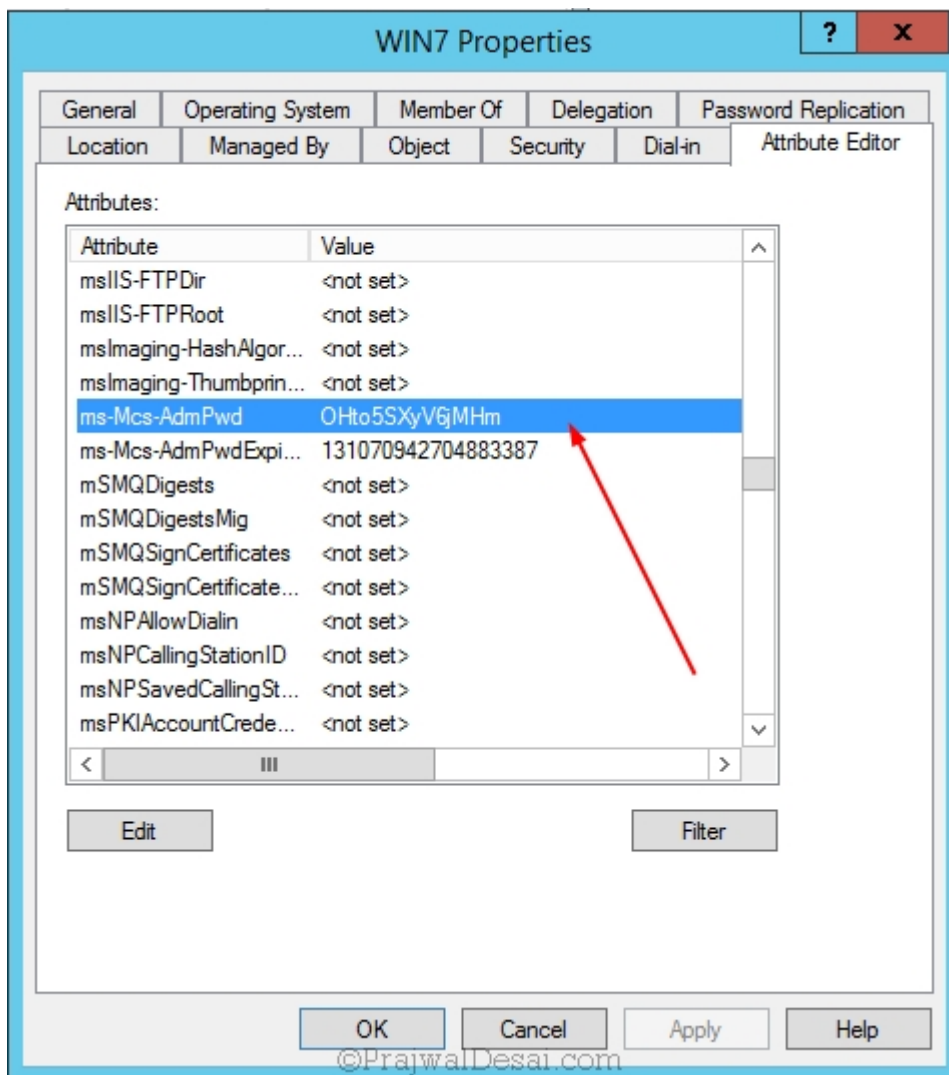 WIN7 Properties
? x
General Operating System Member Of Delegation Password Replication
Location Managed By Object Security Dial-in Attribute Editor
Attributes:
Attribute Value
msIIS-FTPDir <not set>
msIIS-FTPRoot <not set>
msImaging-HashAlgor... <not set>
msImaging-Thumbprin... <not set>
ms-Mcs-AdmPwd OHto5SXyV6jMHm
ms-Mcs-AdmPwdExpi... 131070942704883387
mSMQDigests <not set>
mSMQDigestsMig <not set>
mSMQSignCertificates <not set>
mSMQSignCertificate... <not set>
msNPAllowDialin <not set>
msNPCallingStationID <not set>
msNPSavedCallingSt... <not set>
msPKIAccountCrede... <not set>
Edit Filter
OK Cancel Apply Help
©PrajwalDesai.com